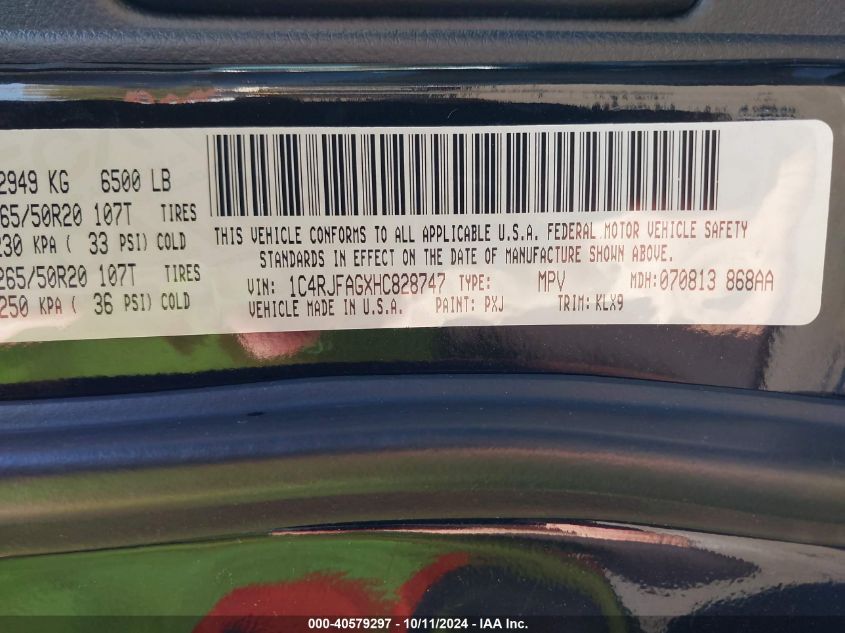 2949 KG 6500 LB
65/50R20 107T TIRES
230 KPA ( 33 PSI) COLD
265/50R20 107T TIRES
250 KPA ( 36 PSI) COLD
THIS VEHICLE CONFORMS TO ALL APPLICABLE U.S.A. FEDERAL MOTOR VEHICLE SAFETY
STANDARDS IN EFFECT ON THE DATE OF MANUFACTURE SHOWN ABOVE.
VIN: 1C4RJFAGXHC828747 TYPE: MPV MDH:070813 868AA
VEHICLE MADE IN U.S.A. PAINT: PXJ TRIM: KLX9
000-40579297 - 10/11/2024 - IAA Inc.